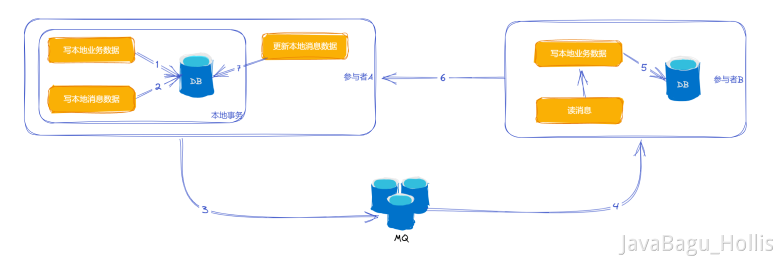 写本地业务数据
1
更新本地消息数据
7
DB
写本地消息数据
2
本地事务
参与者A
6
写本地业务数据
5
DB
参与者B
读消息
3
4
MQ
JavaBagu_Hollis